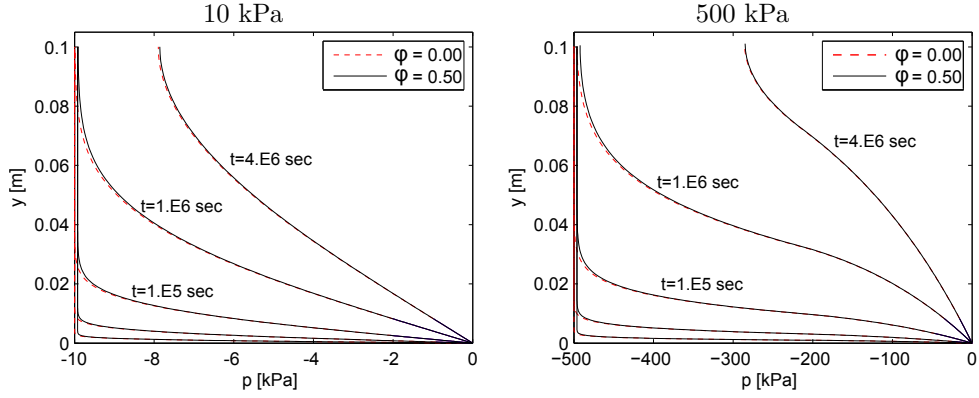 10 kPa
0.1
0.08
0.06
0.04
0.02
0
y [m]
-10
-8
-6
-4
-2
0
p [kPa]
φ = 0.00
φ = 0.50
t=4.E6 sec
t=1.E6 sec
t=1.E5 sec
500 kPa
0.1
0.08
0.06
0.04
0.02
0
y [m]
−500
−400
−300
−200
−100
0
p [kPa]
φ = 0.00
φ = 0.50
t=4.E6 sec
t=1.E6 sec
t=1.E5 sec